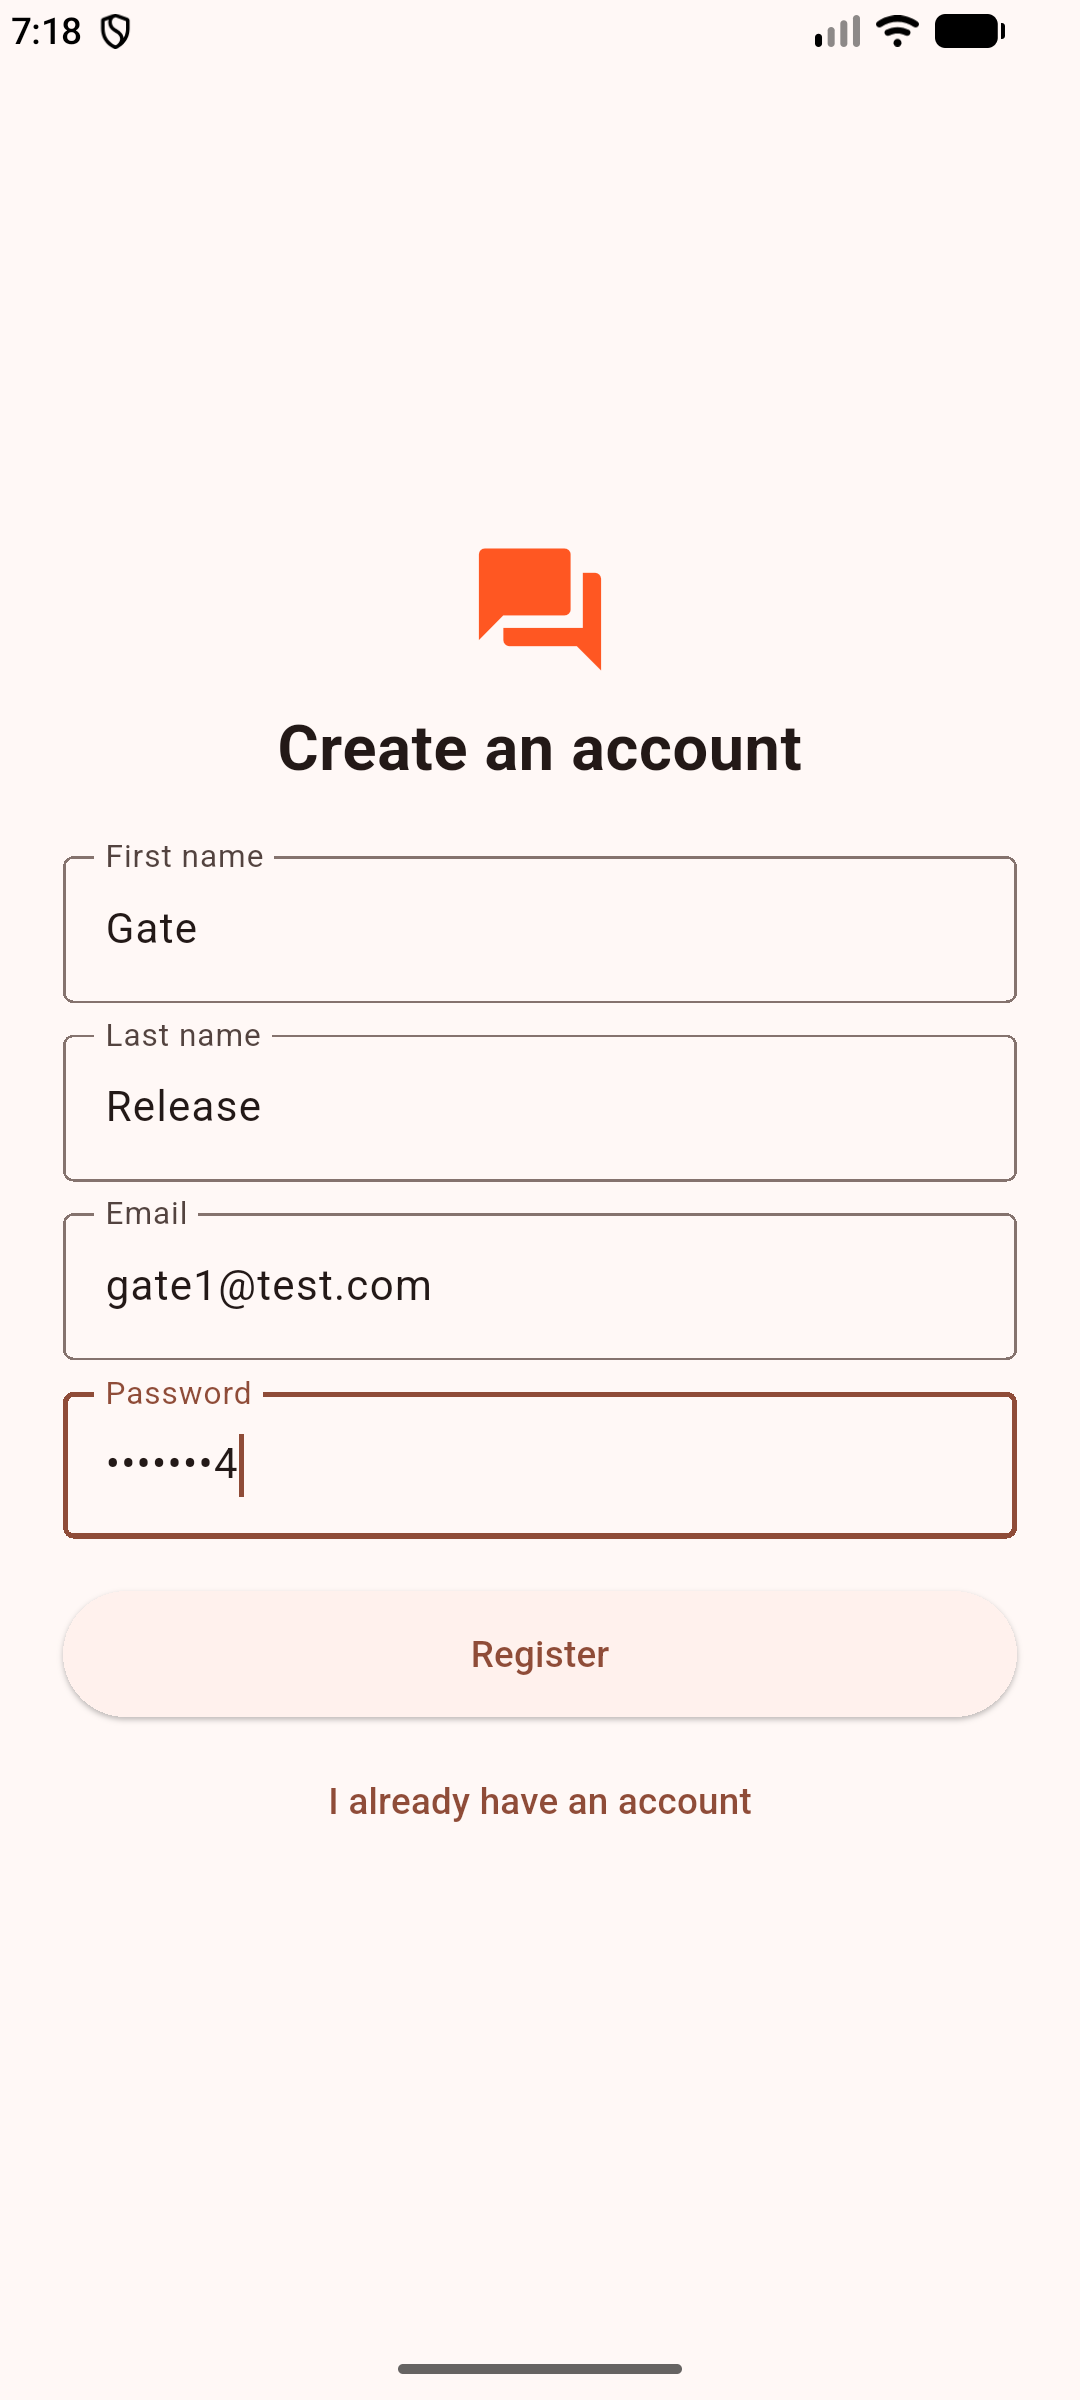 7:18
Create an account
First name
Gate
Last name
Release
Email
gate1@test.com
Password
•••••••4
Register
I already have an account